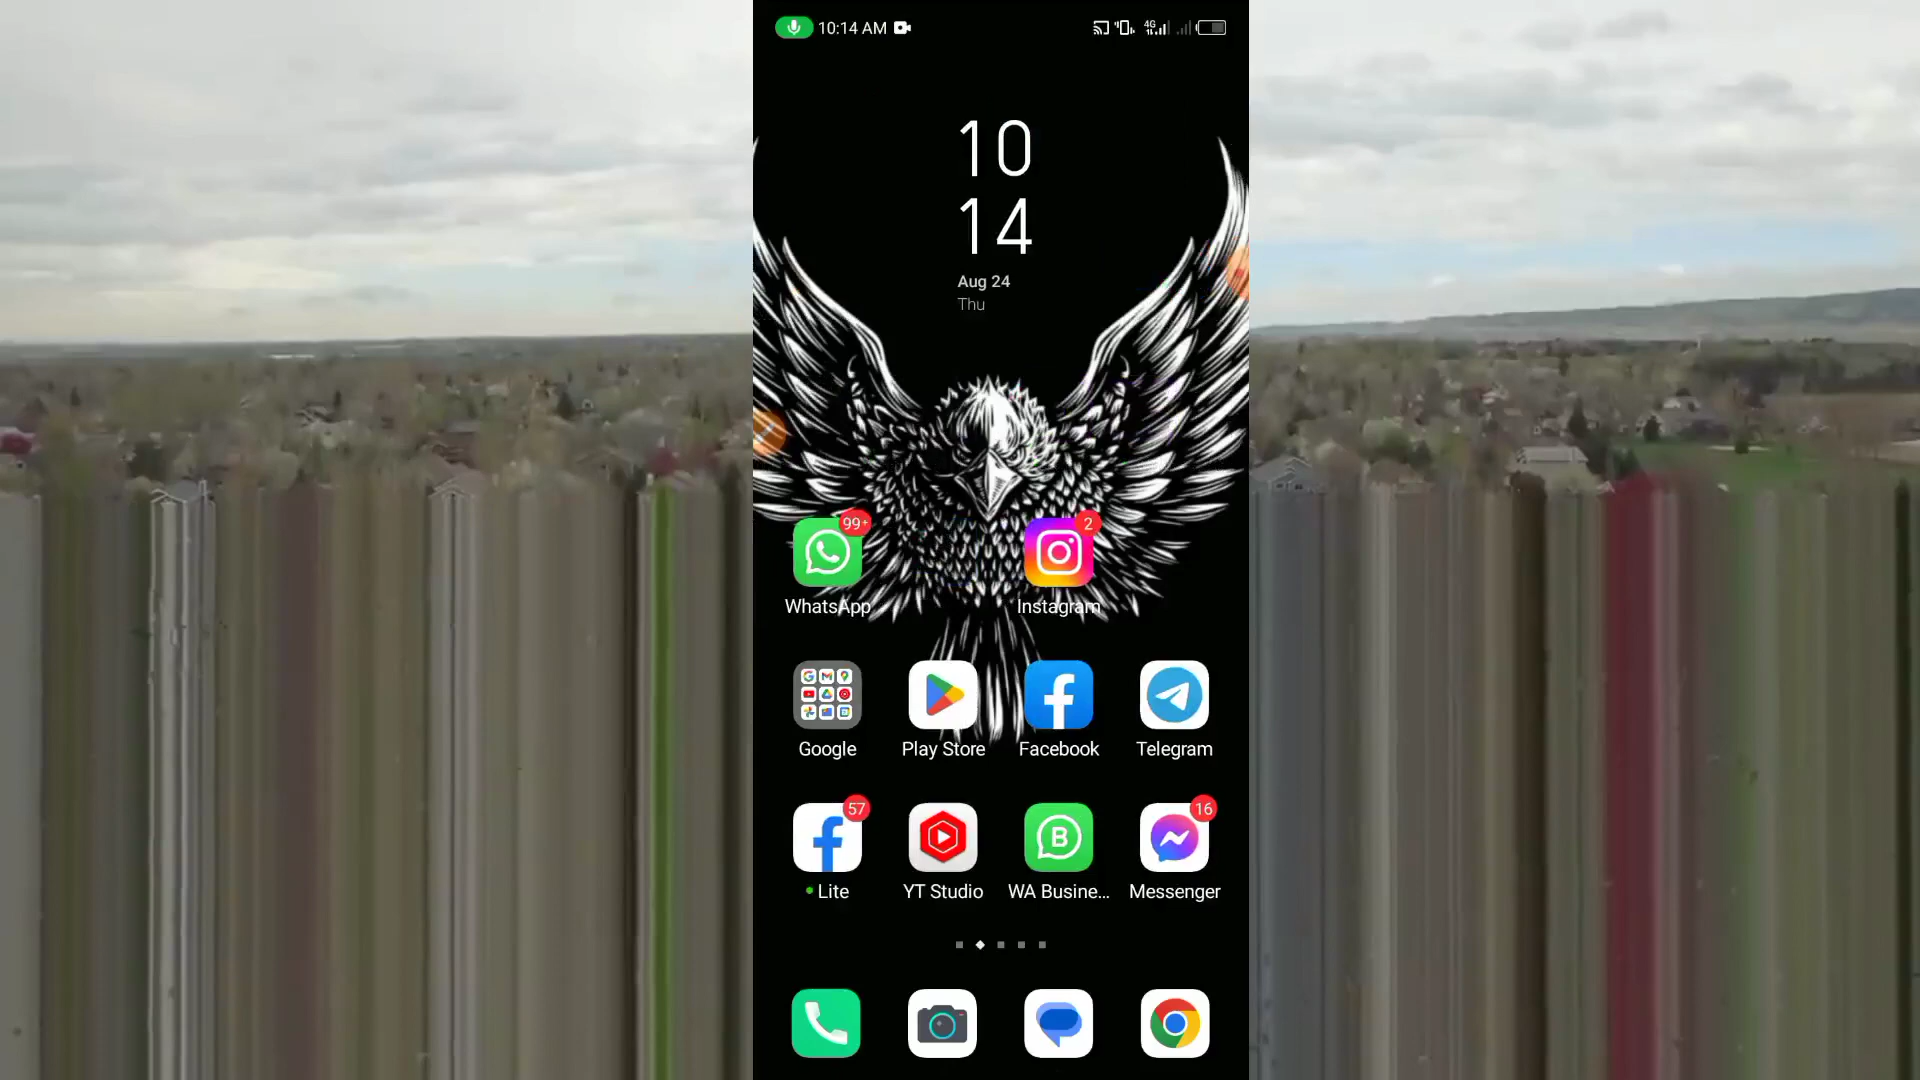 10:14 AM
4G
10
14
Aug 24
Thu
99+
2
WhatsApp
Instagram
Google
Play Store
Facebook
Telegram
57
16
B
Lite
YT Studio
WA Busine...
Messenger